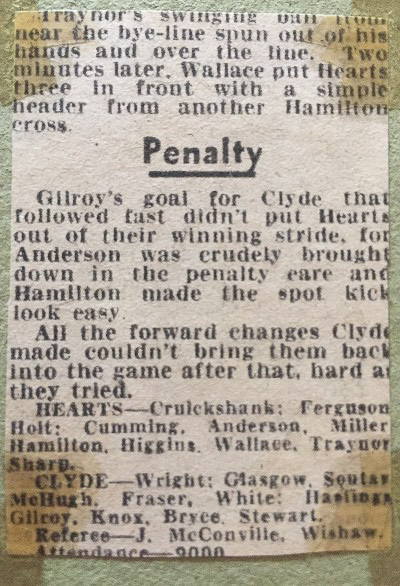 Traynor's swinging ball from
near the bye-line spun out of his
hands and over the line. Two
minutes later, Wallace put Hearts
three in front with a simple
header from another Hamilton
cross.
Penalty
Gilroy's goal for Clyde that
followed fast didn't put Hearts
out of their winning stride, for
Anderson was crudely brought
down in the penalty care and
Hamilton made the spot kick
look easy.
All the forward changes Clyde
made couldn't bring them back
into the game after that, hard as
they tried.
HEARTS—Cruickshank; Ferguson
Holt; Cumming, Anderson, Miller
Hamilton, Higgins, Wallace, Traynor
Sharp.
CLYDE—Wright; Glasgow, Soutar
McHugh, Fraser, White; Hastings
Gilroy, Knox, Bryce, Stewart.
Referee—J. McConville, Wishaw.
Attendance—9000